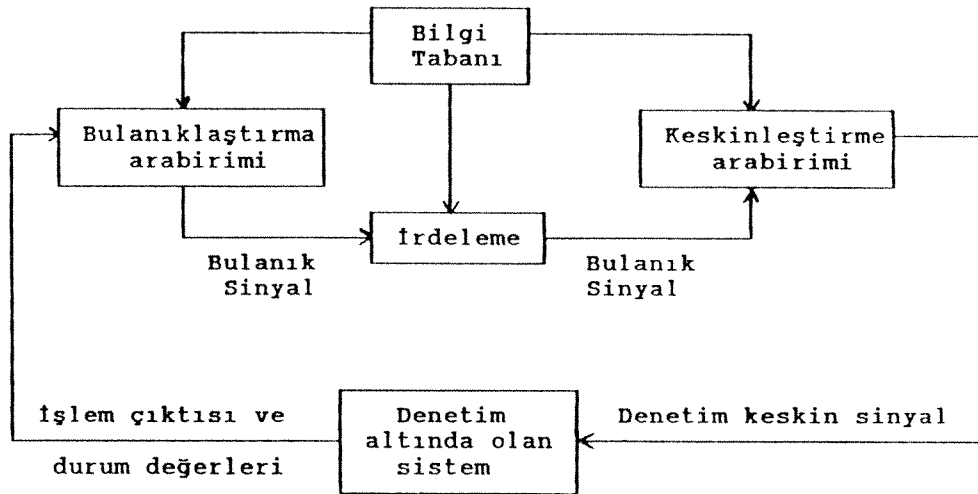 Bilgi
Tabanı
Bulanıklaştırma
arabirimi
Keskinleştirme
arabirimi
İrdeleme
Bulanık
Sinyal
Bulanık
Sinyal
İşlem çıktısı ve
durum değerleri
Denetim
altında olan
sistem
Denetim keskin sinyal